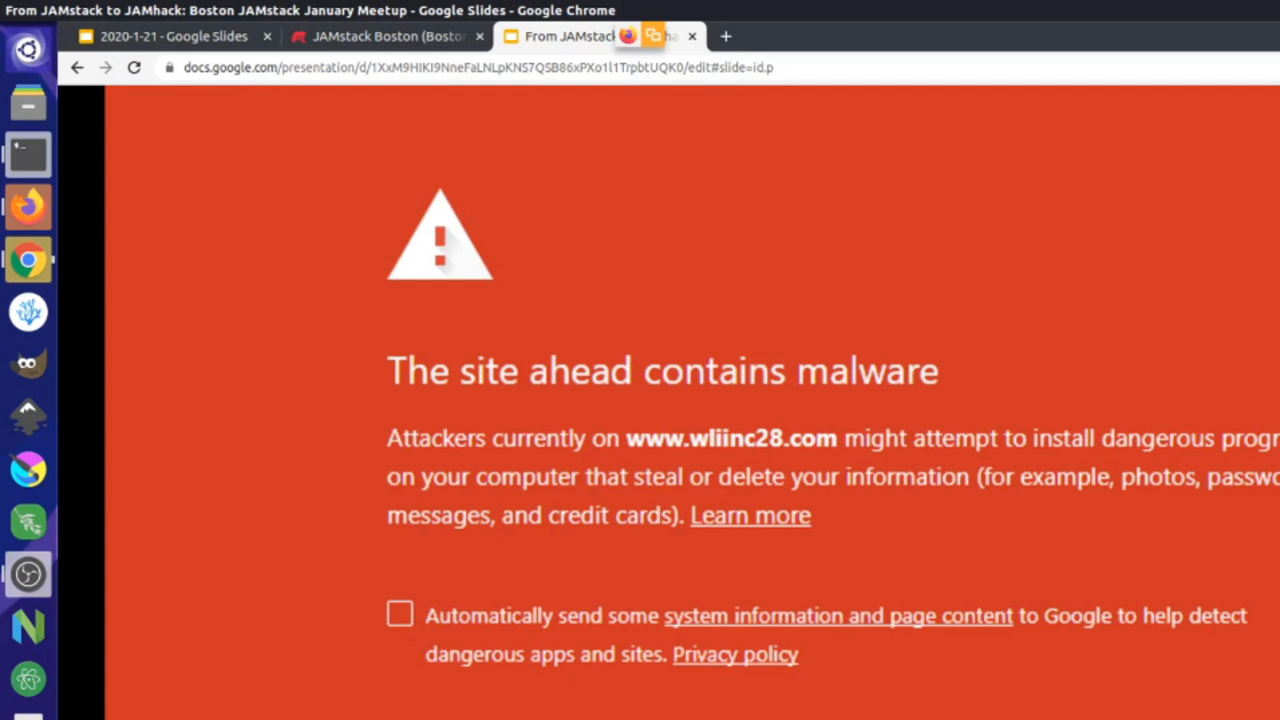 From JAMstack to JAMhack: Boston JAMstack January Meetup - Google Slides - Google Chrome
2020-1-21 - Google Slides
JAMstack Boston (Bostor
From JAMstac
docs.google.com/presentation/d/1XxM9HIKI9NneFaLNLpKNS7QSB86xPXo1l1TrpbtUQK0/edit#slide=id.p
The site ahead contains malware
Attackers currently on www.wliinc28.com might attempt to install dangerous progr
on your computer that steal or delete your information (for example, photos, passwo
messages, and credit cards). Learn more
Automatically send some system information and page content to Google to help detect
dangerous apps and sites. Privacy policy